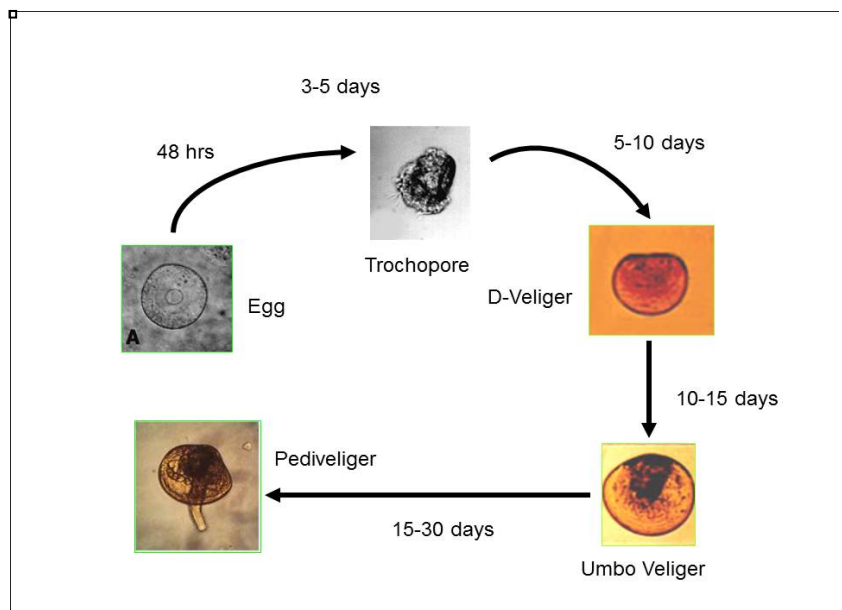 3-5 days
48 hrs
5-10 days
Trochopore
D-Veliger
Egg
A
10-15 days
Pediveliger
15-30 days
Umbo Veliger